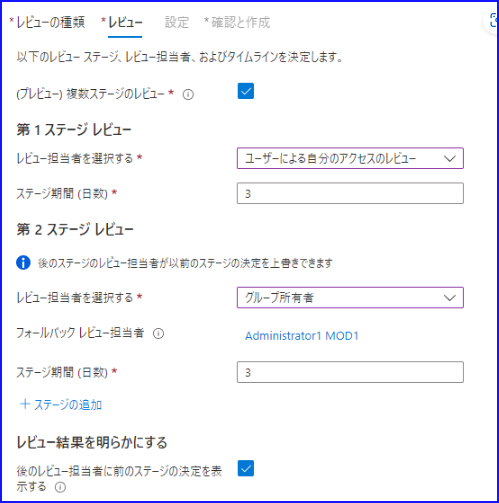 *レビューの種類 *レビュー 設定 *確認と作成
以下のレビュー ステージ、レビュー担当者、およびタイムラインを決定します。
(プレビュー) 複数ステージのレビュー *
第 1 ステージ レビュー
レビュー担当者を選択する * ユーザーによる自分のアクセスのレビュー
ステージ期間 (日数) * 3
第 2 ステージ レビュー
後のステージのレビュー担当者が以前のステージの決定を上書きできます
レビュー担当者を選択する * グループ所有者
フォールバック レビュー担当者 Administrator1 MOD1
ステージ期間 (日数) * 3
+ ステージの追加
レビュー結果を明らかにする
後のレビュー担当者に前のステージの決定を表
示する